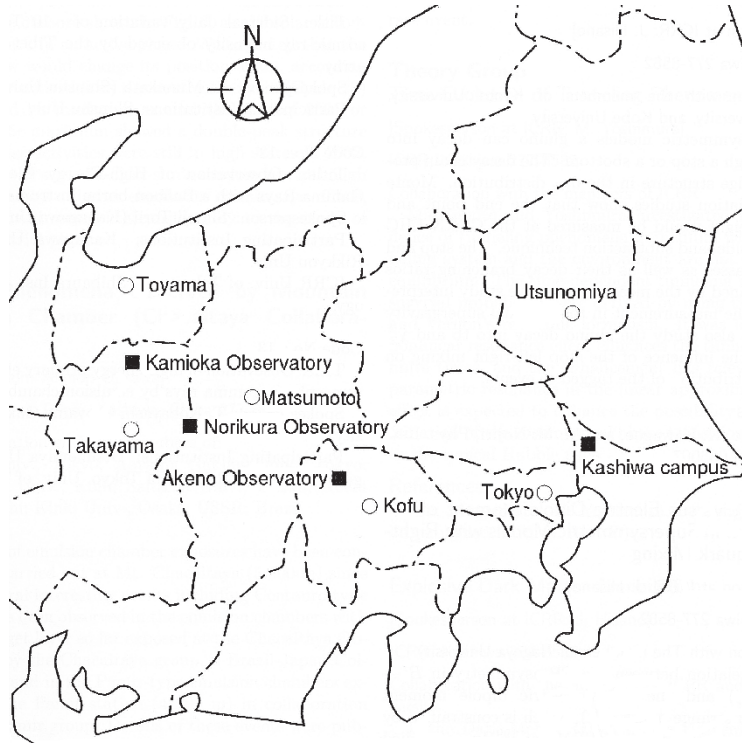 N
Toyama
Utsunomiya
Kamioka Observatory
Matsumoto
Takayama
Norikura Observatory
Kashiwa campus
Akeno Observatory
Tokyo
Kofu